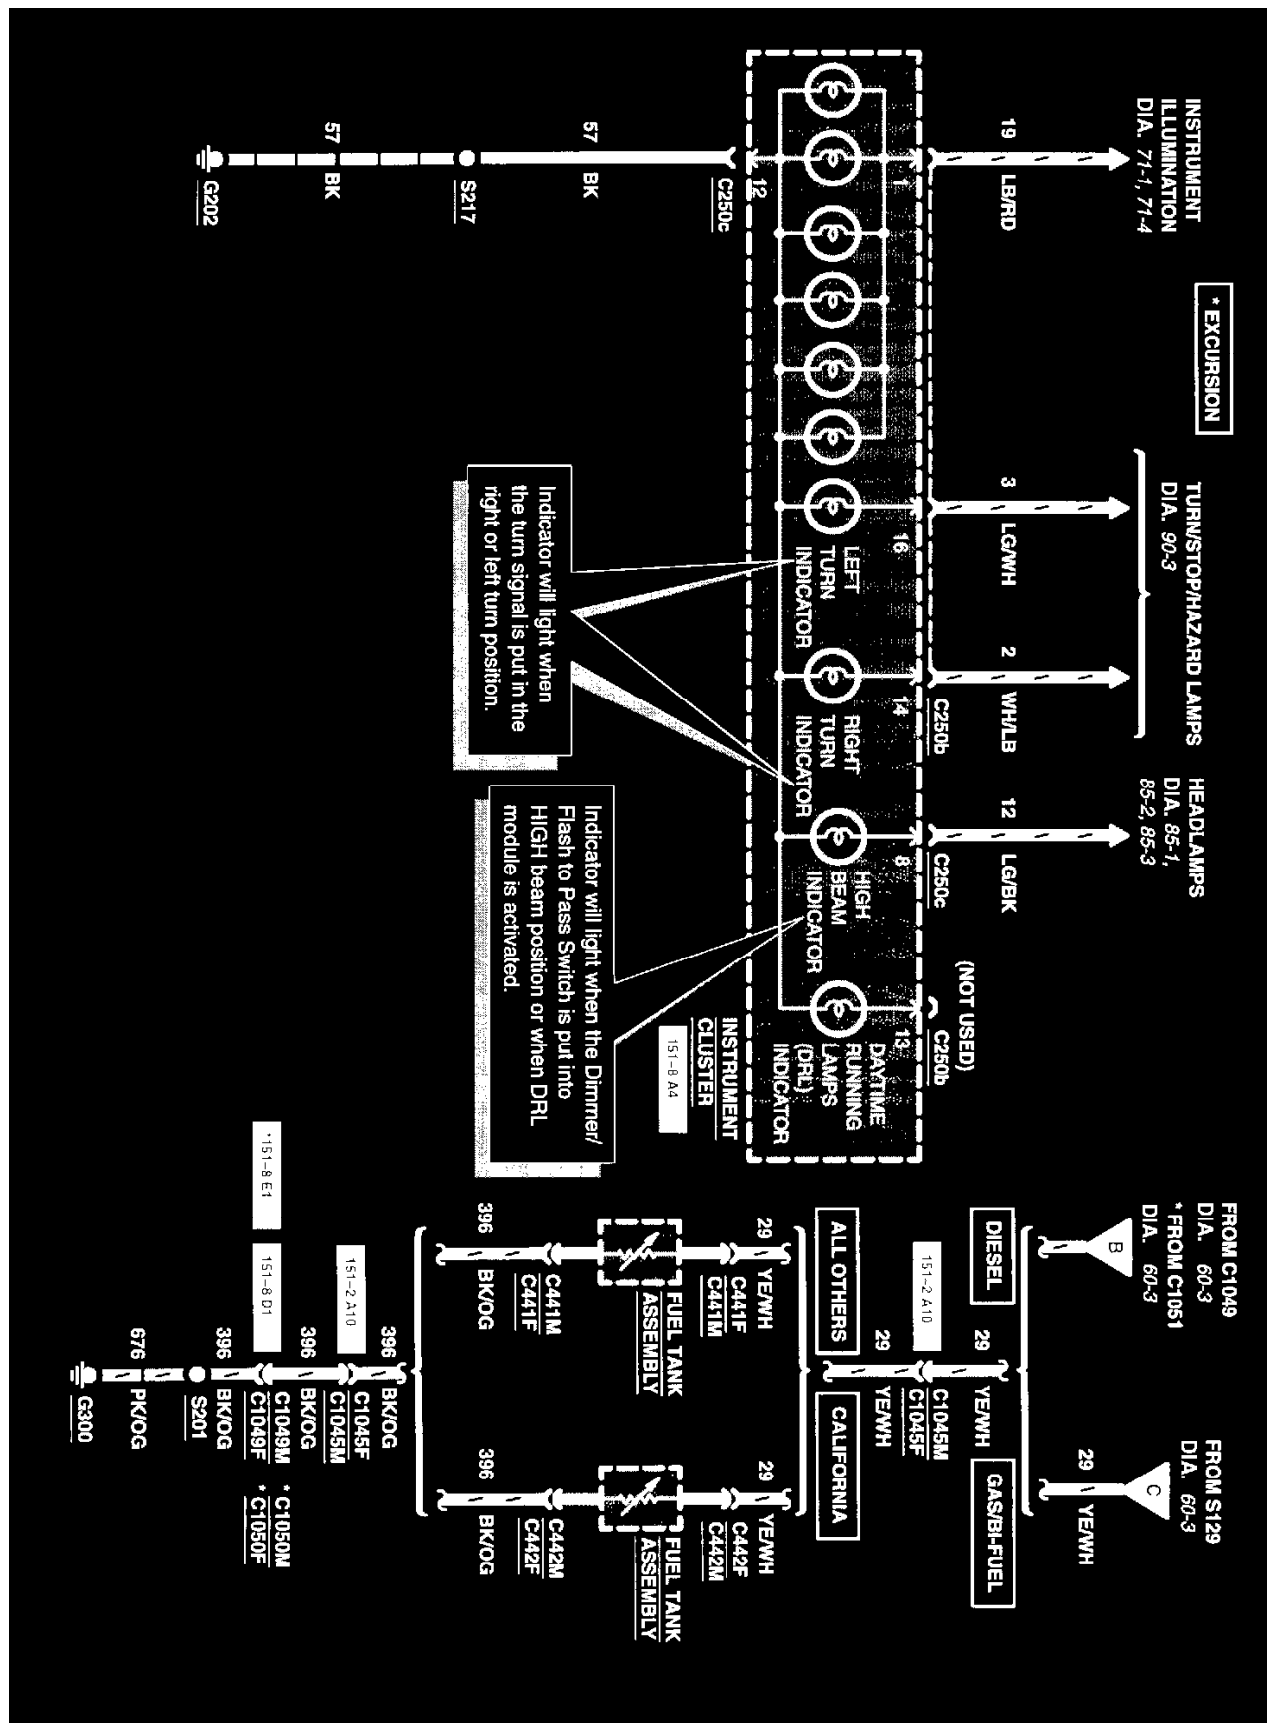 * EXCURSION
INSTRUMENT
ILLUMINATION
DIA. 71-1, 71-4
TURN/STOP/HAZARD LAMPS
DIA. 90-3
HEADLAMPS
DIA. 85-1,
85-2, 85-3
FROM C1049
DIA. 60-3
* FROM C1051
DIA. 60-3
FROM S129
DIA. 60-3
B
C
19
LB/RD
3
LG/WH
2
WH/LB
12
LG/BK
(NOT USED)
29
YE/WH
DIESEL
GAS/BI-FUEL
C250b
C250c
C250b
1
16
14
8
13
29
YE/WH
151-2 A10
C1045M
C1045F
29
YE/WH
LEFT
TURN
INDICATOR
RIGHT
TURN
INDICATOR
HIGH
BEAM
INDICATOR
DAYTIME
RUNNING
LAMPS
(DRL)
INDICATOR
ALL OTHERS
CALIFORNIA
12
C250c
INSTRUMENT
CLUSTER
151-8 A4
29
YE/WH
C441F
C441M
29
YE/WH
C442F
C442M
FUEL TANK
ASSEMBLY
FUEL TANK
ASSEMBLY
57
BK
Indicator will light when
the turn signal is put in the
right or left turn position.
Indicator will light when the Dimmer/
Flash to Pass Switch is put into
HIGH beam position or when DRL
module is activated.
C441M
C441F
396
BK/OG
C442M
C442F
396
BK/OG
S217
57
BK
G202
396
BK/OG
151-2 A10
C1045F
C1045M
396
BK/OG
*151-8 E1
151-8 D1
C1049M
C1049F
* C1050M
* C1050F
396
BK/OG
S201
676
PK/OG
G300